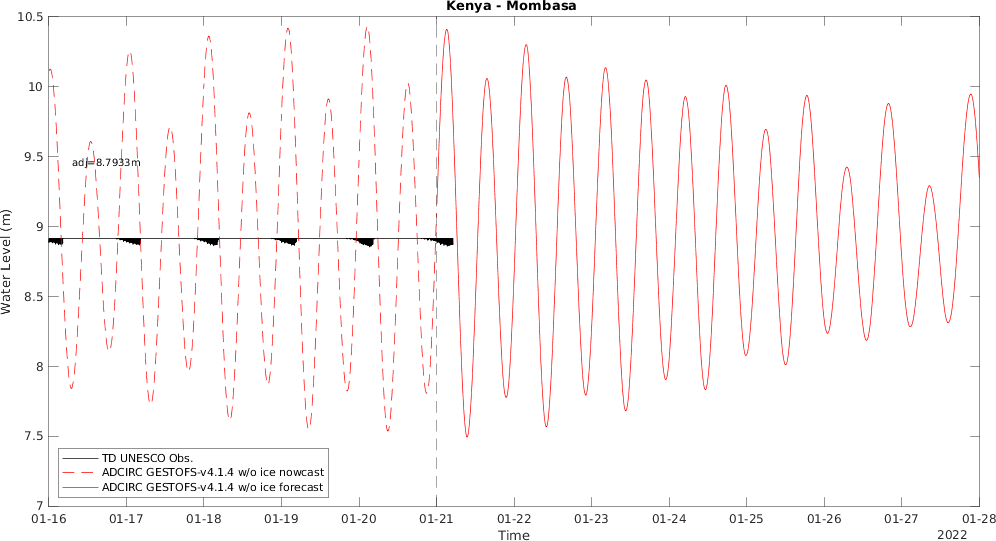 Kenya - Mombasa
10.5
10
9.5
9
8.5
8
7.5
7
Water Level (m)
adj=8.7933m
TD UNESCO Obs.
ADCIRC GESTOFS-v4.1.4 w/o ice nowcast
ADCIRC GESTOFS-v4.1.4 w/o ice forecast
01-16 01-17 01-18 01-19 01-20 01-21 01-22 01-23 01-24 01-25 01-26 01-27 01-28
Time
2022